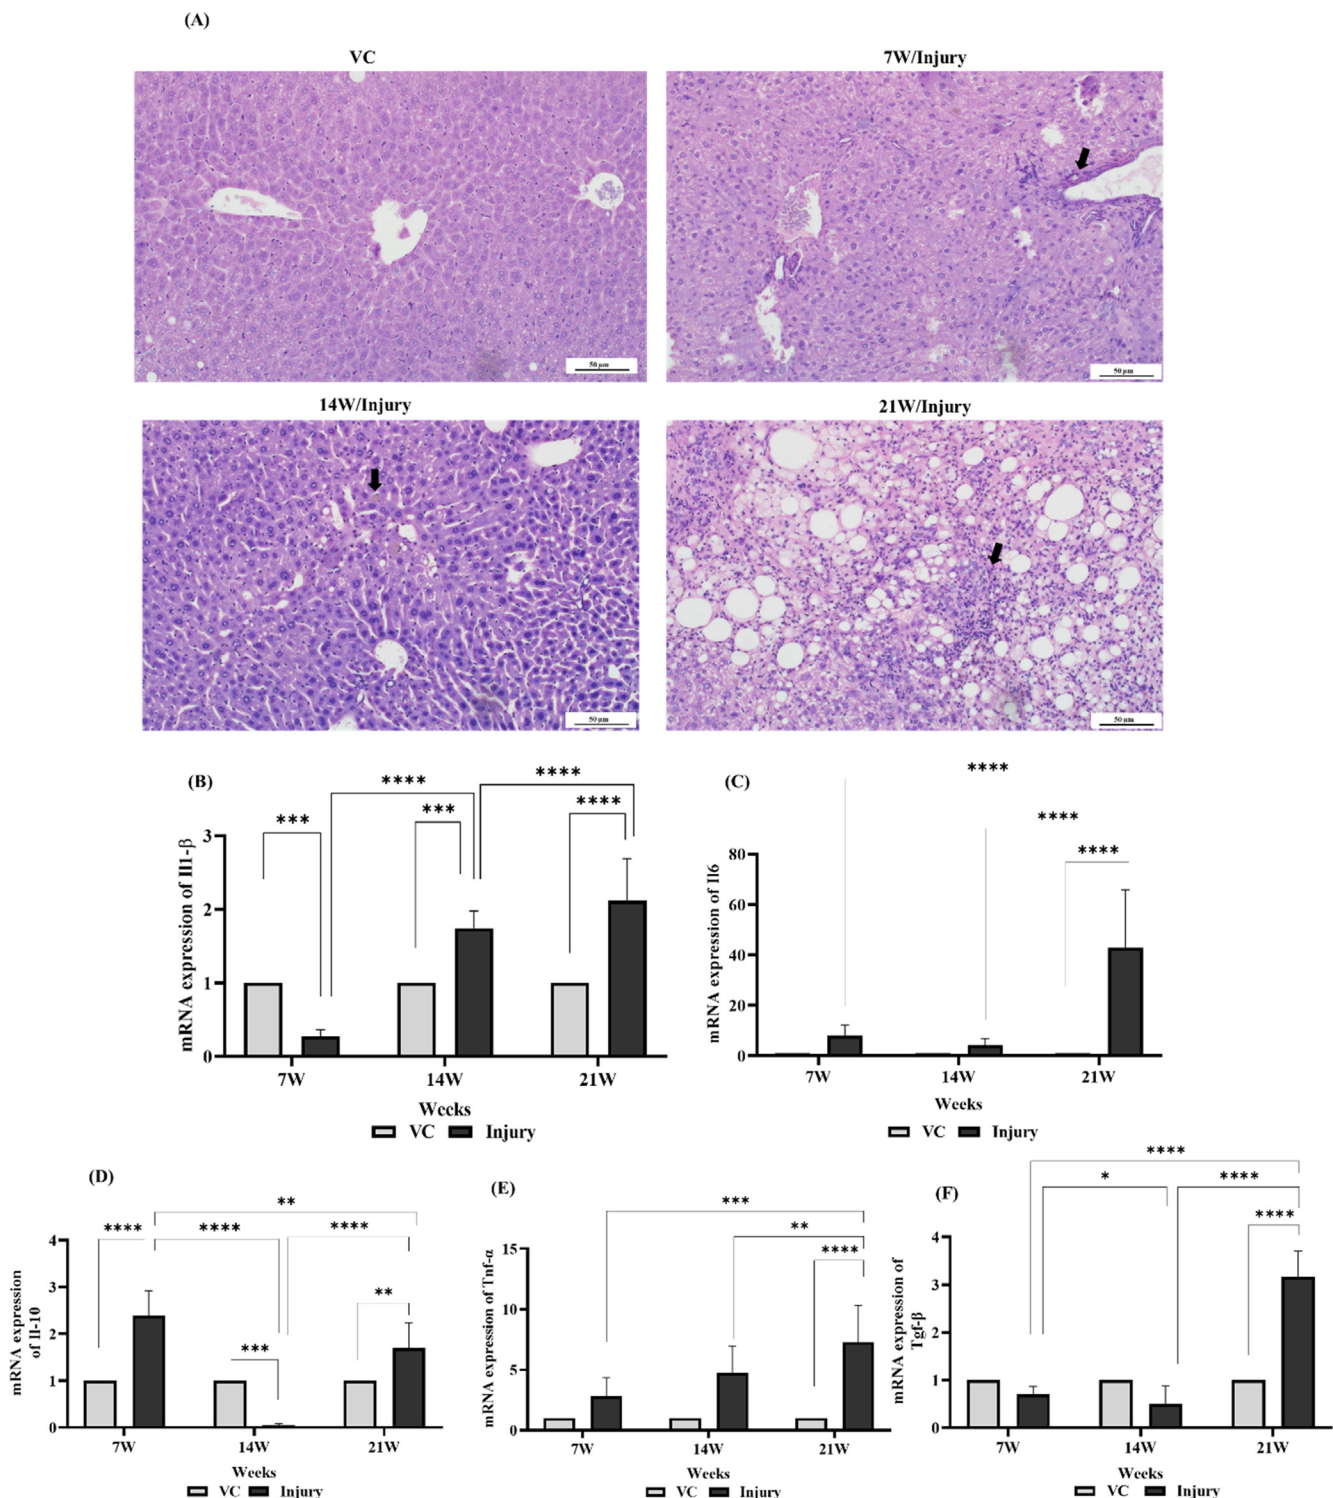 (A)
VC
7W/Injury
50 µm
50 µm
14W/Injury
21W/Injury
50 µm
50 µm
(B)
mRNA expression of Il1-β
3
2
1
0
***
****
***
****
****
7W
14W
21W
Weeks
VC
Injury
(C)
mRNA expression of Il6
80
60
40
20
0
****
****
****
7W
14W
21W
Weeks
VC
Injury
(D)
mRNA expression
of Il-10
4
3
2
1
0
**
****
****
****
***
**
7W
14W
21W
Weeks
VC
Injury
(E)
mRNA expression of Tnf-α
15
10
5
0
***
**
****
7W
14W
21W
Weeks
VC
Injury
(F)
mRNA expression of
Tgf-β
4
3
2
1
0
****
*
****
****
7W
14W
21W
Weeks
VC
Injury